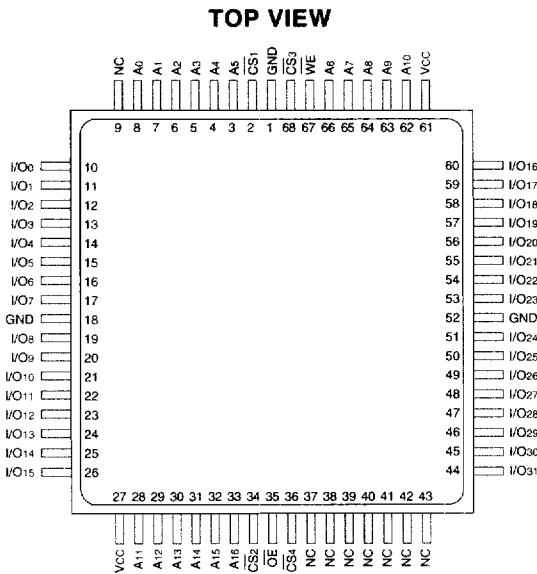 TOP VIEW
NC A0 A1 A2 A3 A4 A5 CS1 GND CS3 WE A6 A7 A8 A9 A10 VCC
9 8 7 6 5 4 3 2 1 68 67 66 65 64 63 62 61
I/O0 10 60 I/O16
I/O1 11 59 I/O17
I/O2 12 58 I/O18
I/O3 13 57 I/O19
I/O4 14 56 I/O20
I/O5 15 55 I/O21
I/O6 16 54 I/O22
I/O7 17 53 I/O23
GND 18 52 GND
I/O8 19 51 I/O24
I/O9 20 50 I/O25
I/O10 21 49 I/O26
I/O11 22 48 I/O27
I/O12 23 47 I/O28
I/O13 24 46 I/O29
I/O14 25 45 I/O30
I/O15 26 44 I/O31
27 28 29 30 31 32 33 34 35 36 37 38 39 40 41 42 43
VCC A11 A12 A13 A14 A15 A16 CS2 OE CS4 NC NC NC NC NC NC NC